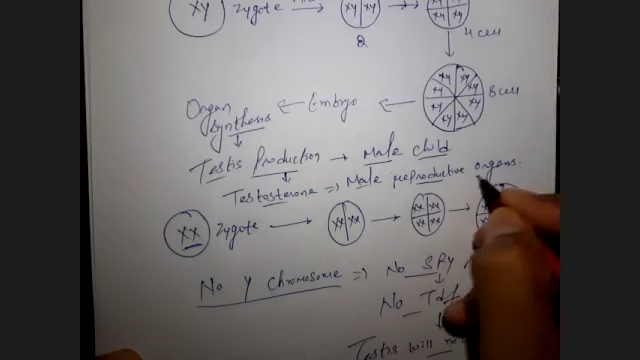 XY zygote
XY XY
2
XY XY
XY XY
4 cell
XY XY XY XY XY XY XY XY
8 cell
Organ ← Embryo ←
synthesis
Testis Production → Male child
Testosterone ⇒ Male reproductive organs.
XX zygote → XX XX → XX XX XX XX →
No Y chromosome ⇒ No SRY
No Tdf
Testis will